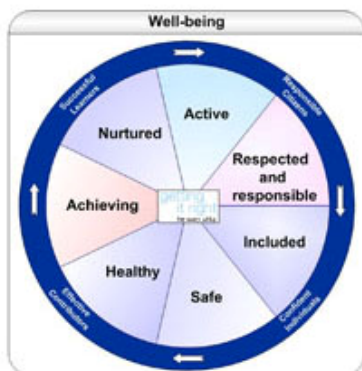 Well-being
Active
Respected
and
responsible
Included
Safe
Healthy
Achieving
Nurtured
getting
it right
Successful
Learners
Responsible
Citizens
Confident
Individuals
Effective
Contributors